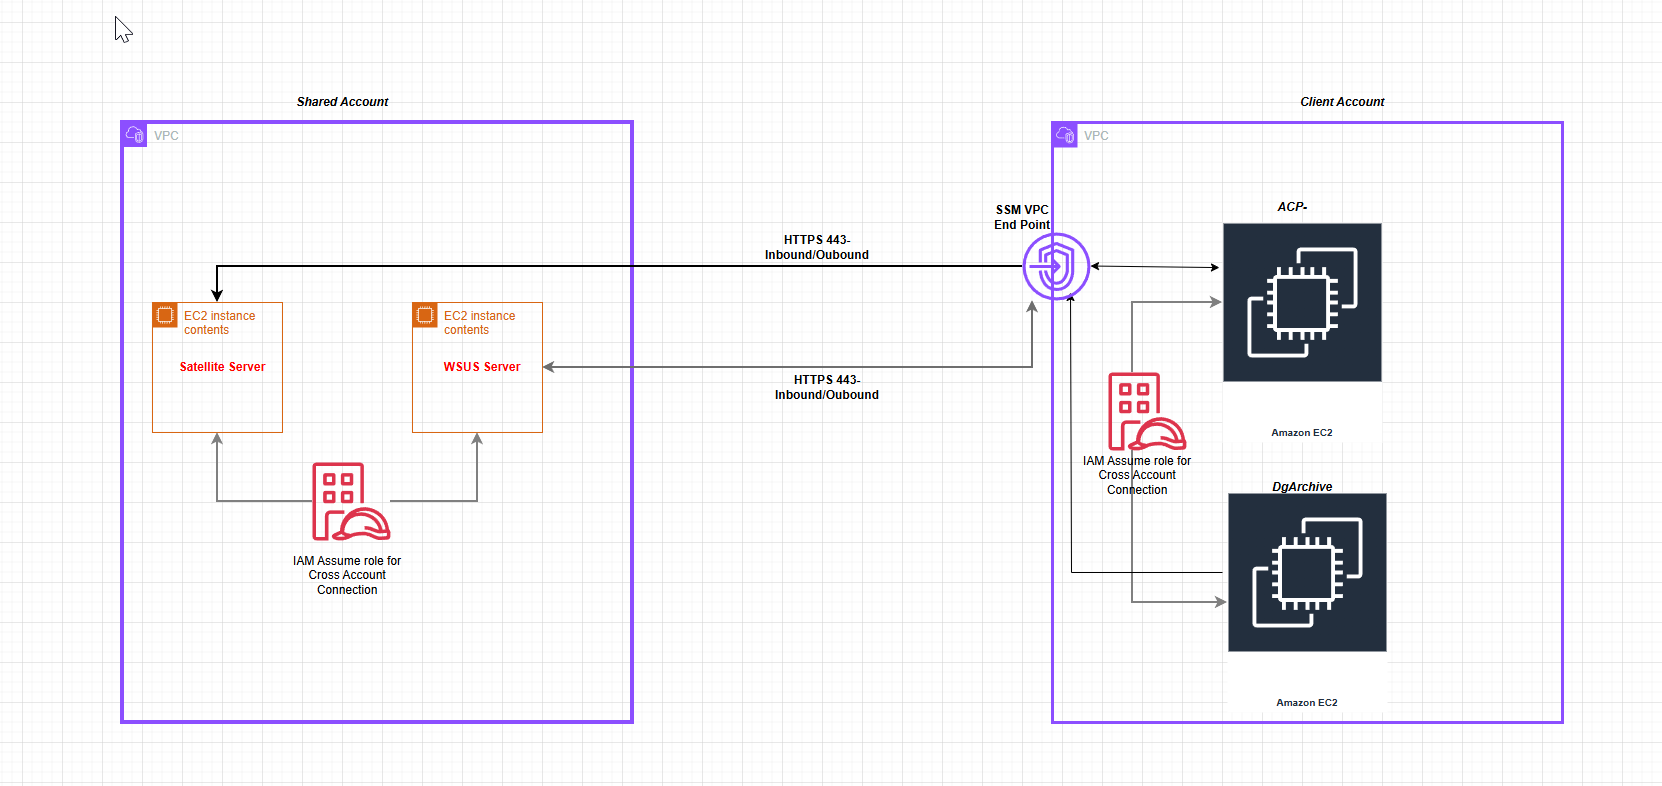 Shared Account
Client Account
VPC
VPC
SSM VPC
End Point
ACP-
HTTPS 443-
Inbound/Oubound
EC2 instance
contents
Satellite Server
EC2 instance
contents
WSUS Server
HTTPS 443-
Inbound/Oubound
Amazon EC2
IAM Assume role for
Cross Account
Connection
DgArchive
IAM Assume role for
Cross Account
Connection
Amazon EC2